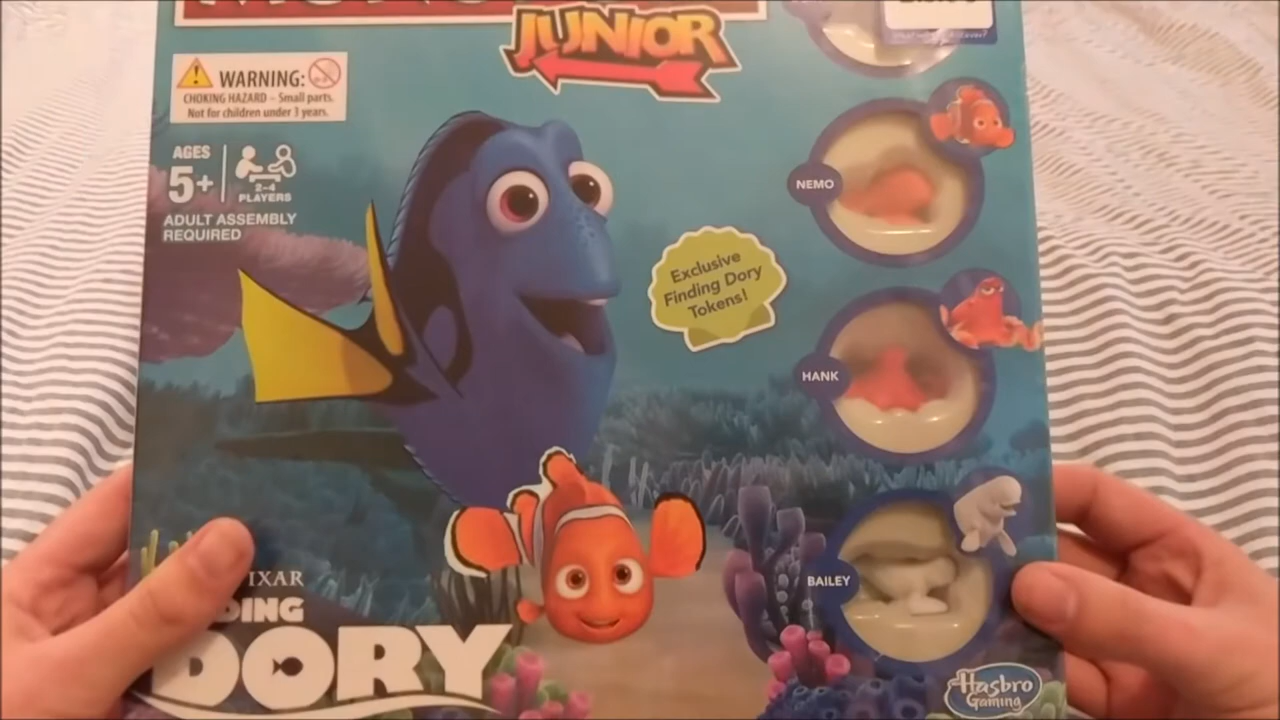 JUNIOR
WARNING:
CHOKING HAZARD – Small parts.
Not for children under 3 years.
AGES
5+
2-4
PLAYERS
ADULT ASSEMBLY
REQUIRED
Exclusive
Finding Dory
Tokens!
NEMO
HANK
BAILEY
IXAR
DING
DORY
Hasbro
Gaming